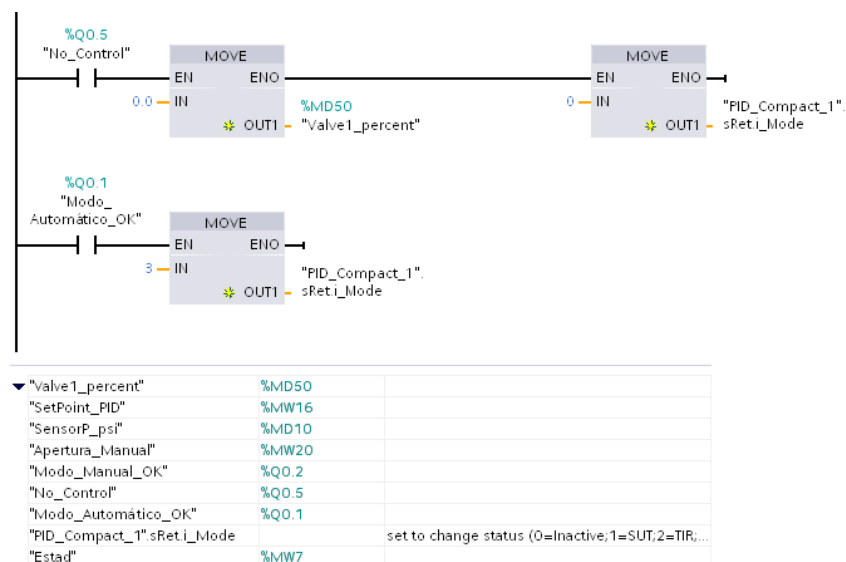 %Q0.5
"No_Control"
MOVE
MOVE
EN ENO
EN ENO
0.0 IN
%MD50
0 IN
"PID_Compact_1".
OUT1
"Valve1_percent"
OUT1
sRet.i_Mode
%Q0.1
"Modo_
Automático_OK"
MOVE
EN ENO
3 IN
"PID_Compact_1".
OUT1
sRet.i_Mode
"Valve1_percent" %MD50
"SetPoint_PID" %MW16
"SensorP_psi" %MD10
"Apertura_Manual" %MW20
"Modo_Manual_OK" %Q0.2
"No_Control" %Q0.5
"Modo_Automático_OK" %Q0.1
"PID_Compact_1".sRet.i_Mode set to change status (0=Inactive;1=SUT;2=TIR;...
"Estad" %MW7